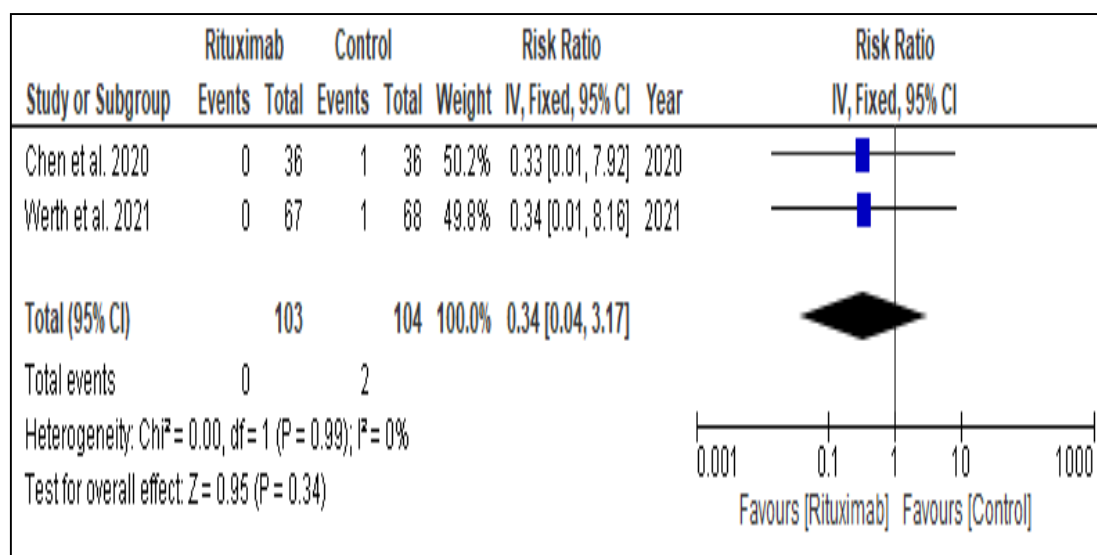 Rituximab Control Risk Ratio Risk Ratio
Study or Subgroup Events Total Events Total Weight IV, Fixed, 95% CI Year IV, Fixed, 95% CI
Chen et al. 2020 0 36 1 36 50.2% 0.33 [0.01, 7.92] 2020
Werth et al. 2021 0 67 1 68 49.8% 0.34 [0.01, 8.16] 2021
Total (95% CI) 103 104 100.0% 0.34 [0.04, 3.17]
Total events 0 2
Heterogeneity: Chi² = 0.00, df = 1 (P = 0.99); I² = 0%
Test for overall effect: Z = 0.95 (P = 0.34)
0.001 0.1 1 10 1000
Favours [Rituximab] Favours [Control]